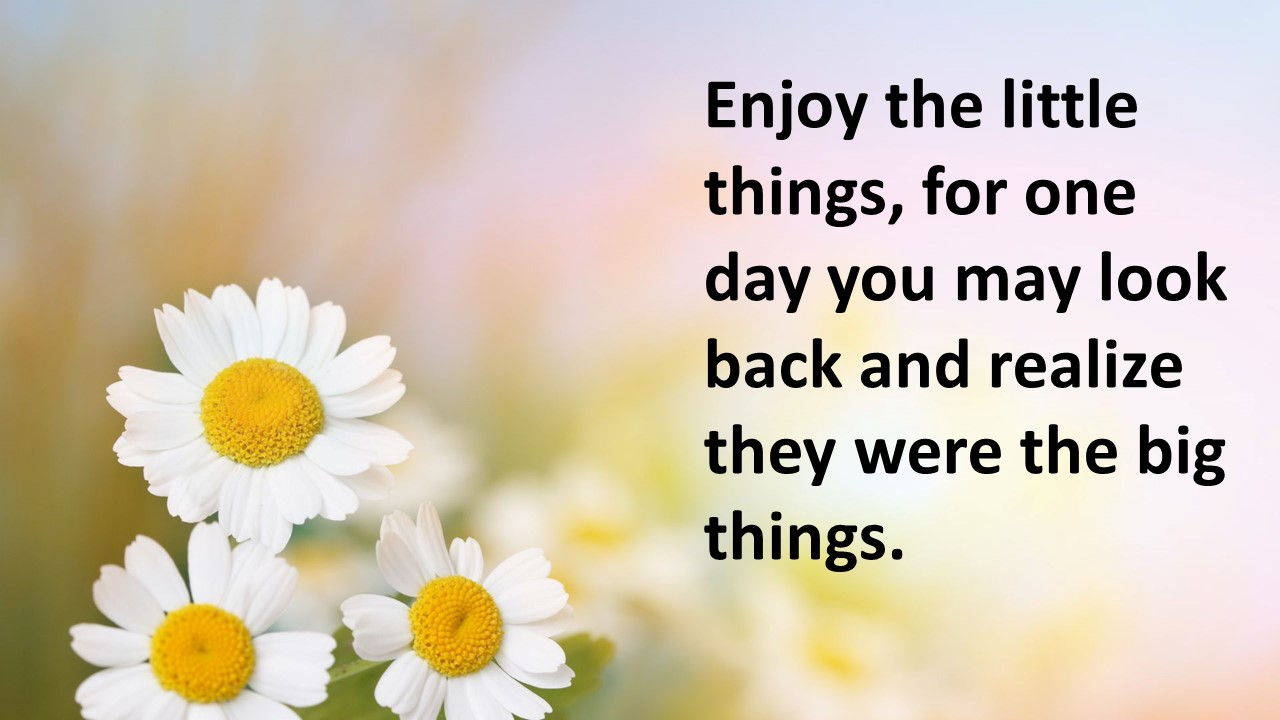 Enjoy the little
things, for one
day you may look
back and realize
they were the big
things.